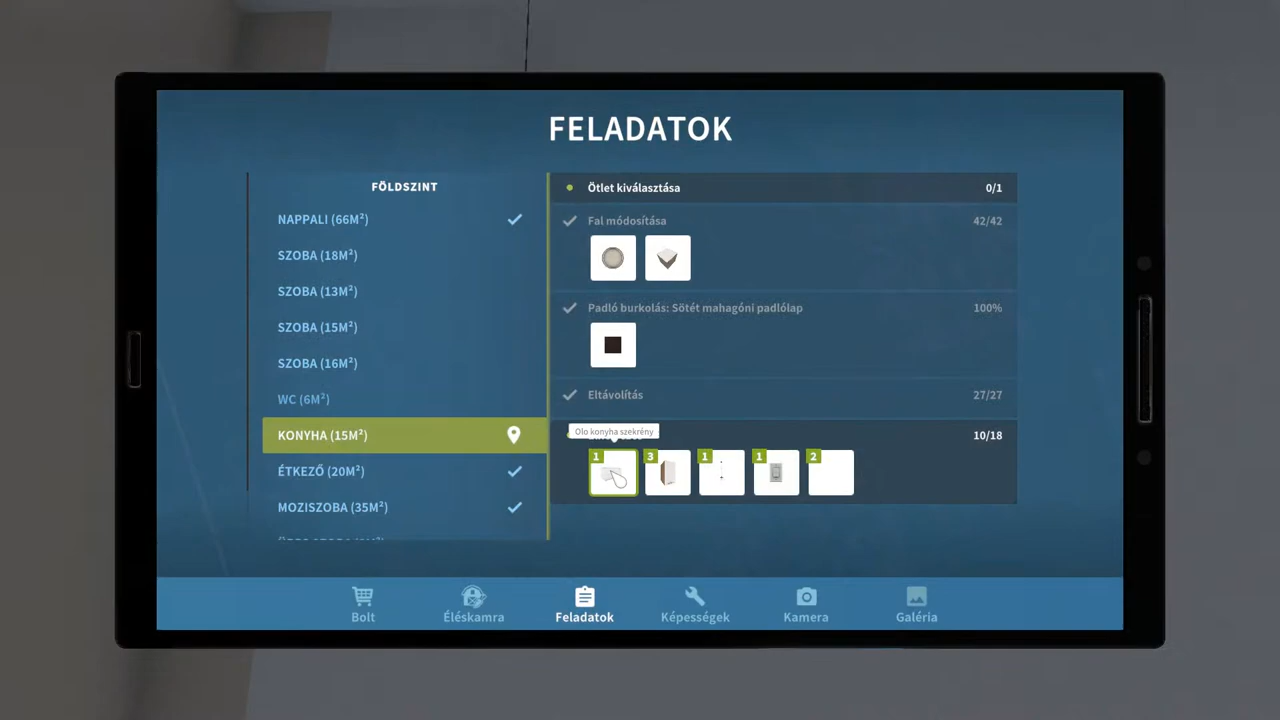 FELADATOK
FÖLDSZINT
NAPPALI (66M²)
SZOBA (18M²)
SZOBA (13M²)
SZOBA (15M²)
SZOBA (16M²)
WC (6M²)
KONYHA (15M²)
ÉTKEZŐ (20M²)
MOZISZOBA (35M²)
Ötlet kiválasztása 0/1
Fal módosítása 42/42
Padló burkolás: Sötét mahagóni padlólap 100%
Eltávolítás 27/27
Olo konyha szekrény
10/18
1 3 1 1 2
Bolt
Éléskamra
Feladatok
Képességek
Kamera
Galéria